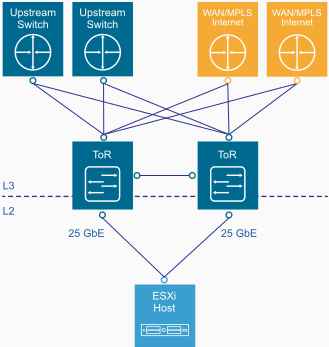 Upstream
Switch
Upstream
Switch
WAN/MPLS
Internet
WAN/MPLS
Internet
ToR
ToR
L3
L2
25 GbE
25 GbE
ESXi
Host